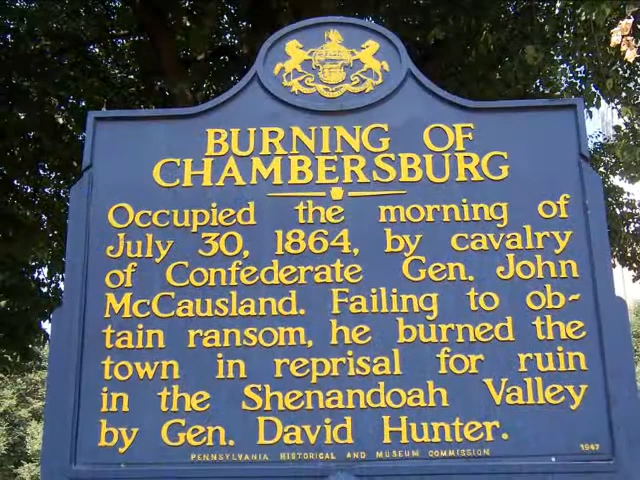 BURNING OF
CHAMBERSBURG
Occupied the morning of
July 30, 1864, by cavalry
of Confederate Gen. John
McCausland. Failing to ob-
tain ransom, he burned the
town in reprisal for ruin
in the Shenandoah Valley
by Gen. David Hunter.
PENNSYLVANIA HISTORICAL AND MUSEUM COMMISSION 1947